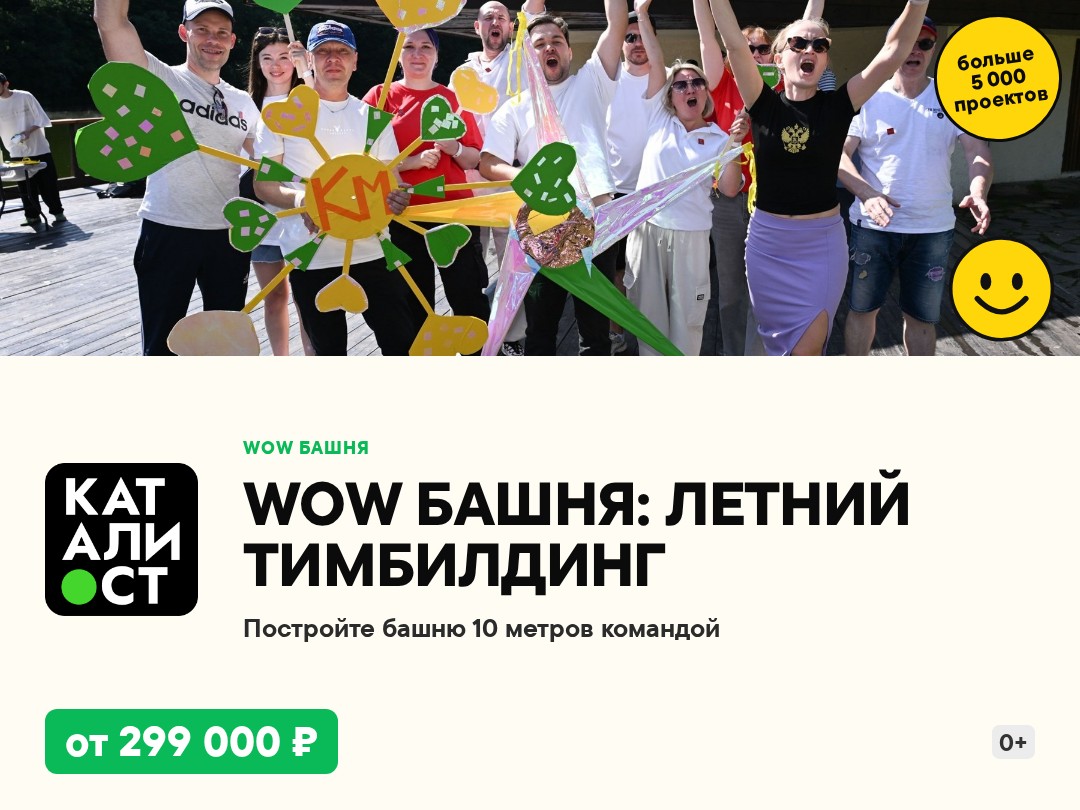 больше
5 000
проектов
adidas
КМ
WOW БАШНЯ
КАТ
АЛИ
СТ
WOW БАШНЯ: ЛЕТНИЙ
ТИМБИЛДИНГ
Постройте башню 10 метров командой
от 299 000 ₽
0+